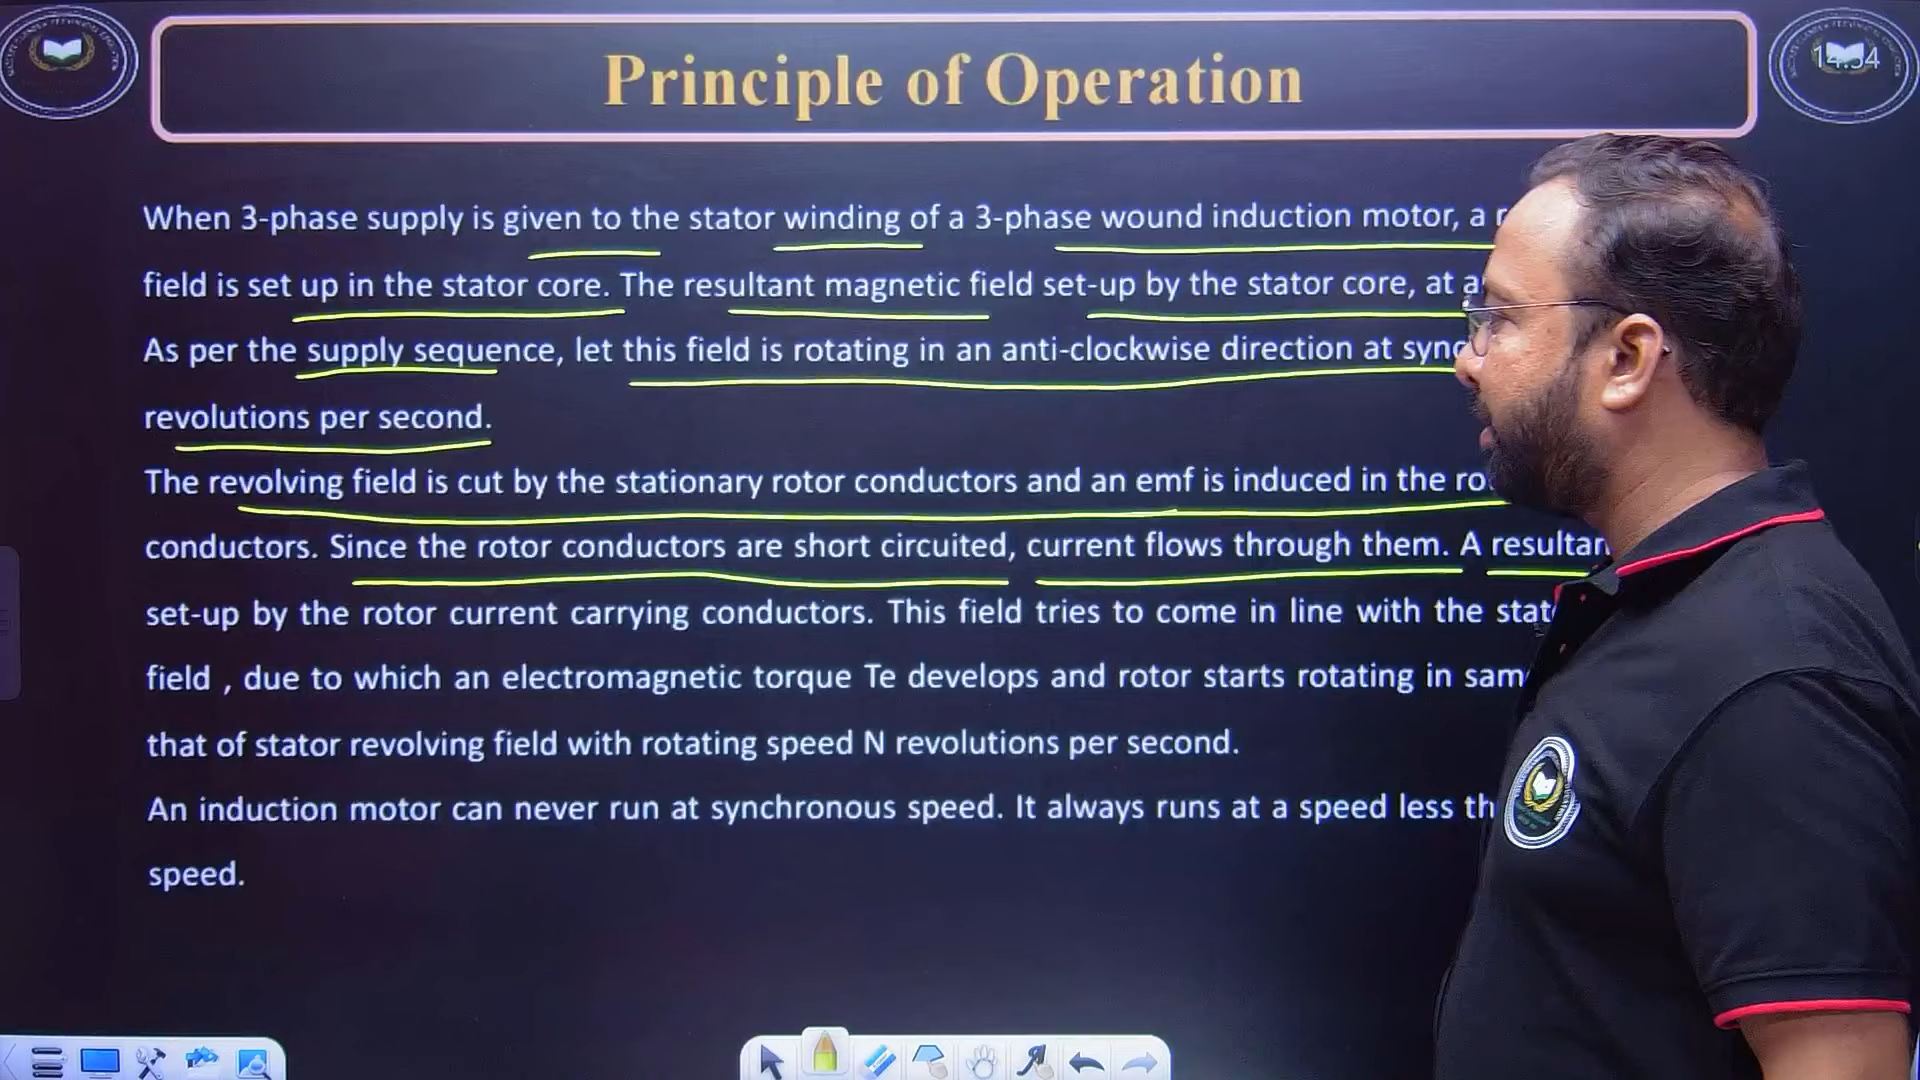 Principle of Operation
When 3-phase supply is given to the stator winding of a 3-phase wound induction motor, a
field is set up in the stator core. The resultant magnetic field set-up by the stator core, at
As per the supply sequence, let this field is rotating in an anti-clockwise direction at
revolutions per second.
The revolving field is cut by the stationary rotor conductors and an emf is induced in the
conductors. Since the rotor conductors are short circuited, current flows through them. A
set-up by the rotor current carrying conductors. This field tries to come in line with the
field , due to which an electromagnetic torque Te develops and rotor starts rotating in
that of stator revolving field with rotating speed N revolutions per second.
An induction motor can never run at synchronous speed. It always runs at a speed less
speed.